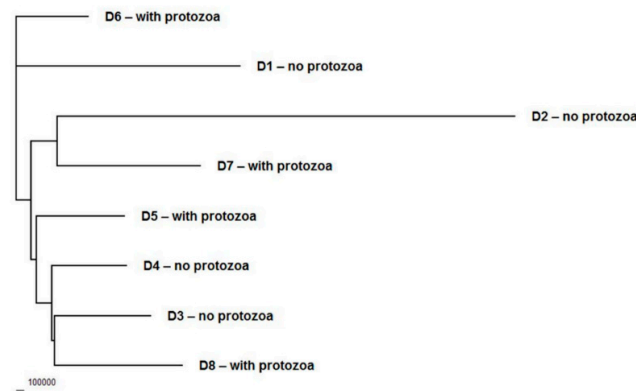 D6 – with protozoa
D1 – no protozoa
D2 – no protozoa
D7 – with protozoa
D5 – with protozoa
D4 – no protozoa
D3 – no protozoa
D8 – with protozoa
100000